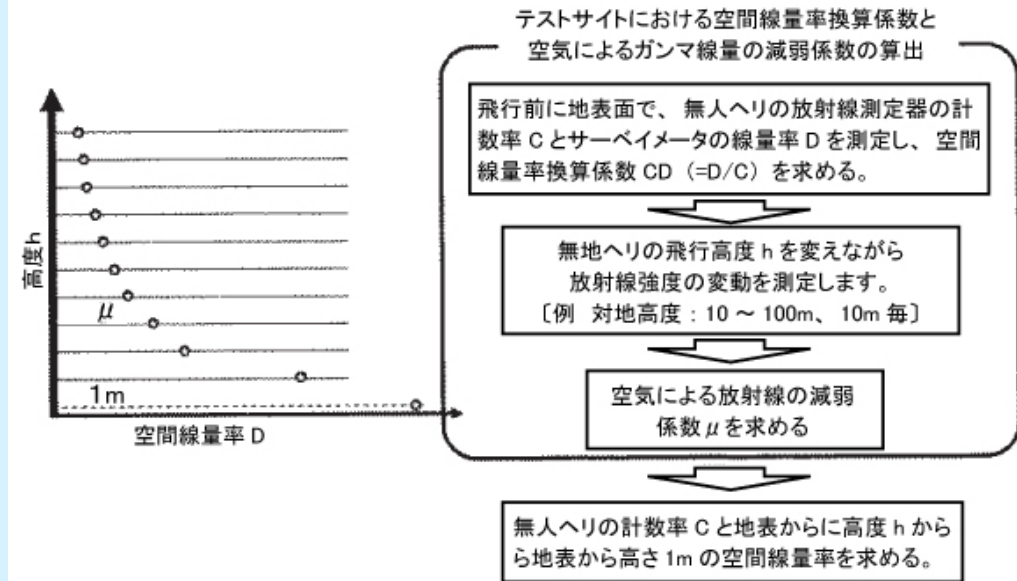 テストサイトにおける空間線量率換算係数と
空気によるガンマ線量の減弱係数の算出
飛行前に地表面で、無人ヘリの放射線測定器の計
数率 C とサーベイメータの線量率 D を測定し、空間
線量率換算係数 CD (=D/C) を求める。
無地ヘリの飛行高度 h を変えながら
放射線強度の変動を測定します。
〔例 対地高度:10 ~ 100m、10m 毎〕
空気による放射線の減弱
係数 μ を求める
無人ヘリの計数率 C と地表からに高度 h から
ら地表から高さ 1m の空間線量率を求める。
高度 h
μ
1m
空間線量率 D